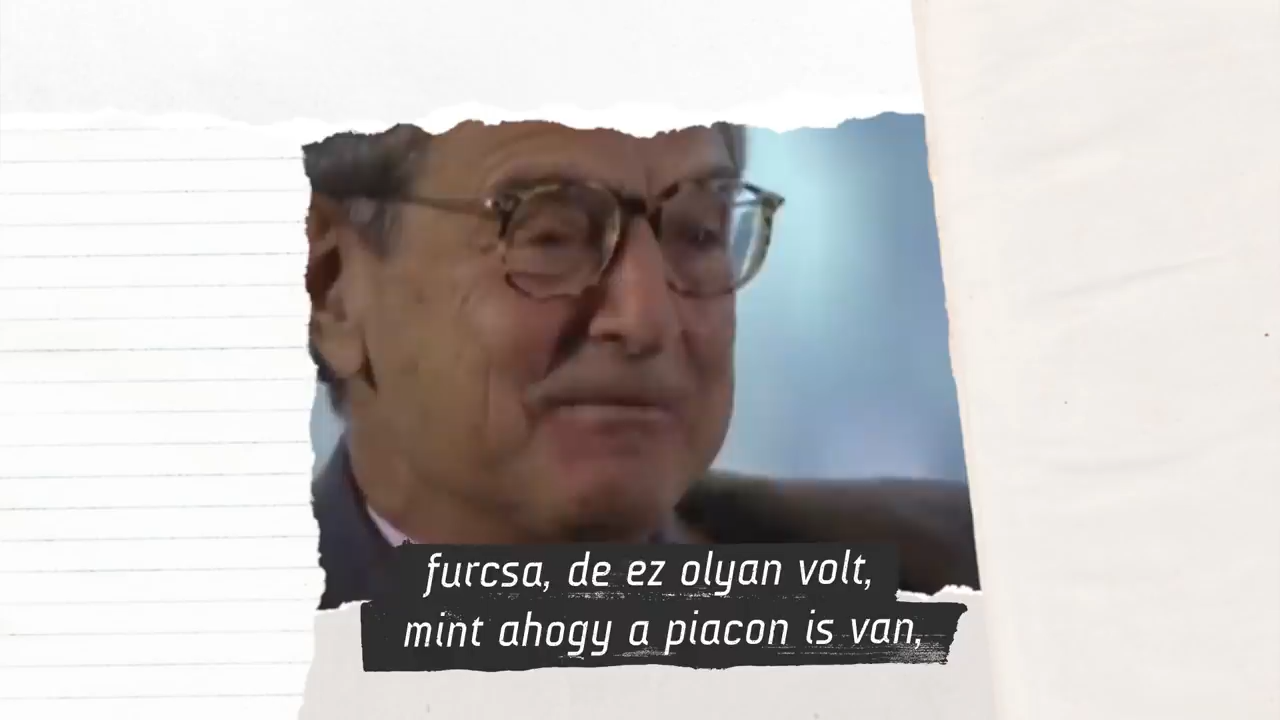 furcsa, de ez olyan volt,
mint ahogy a piacon is van,